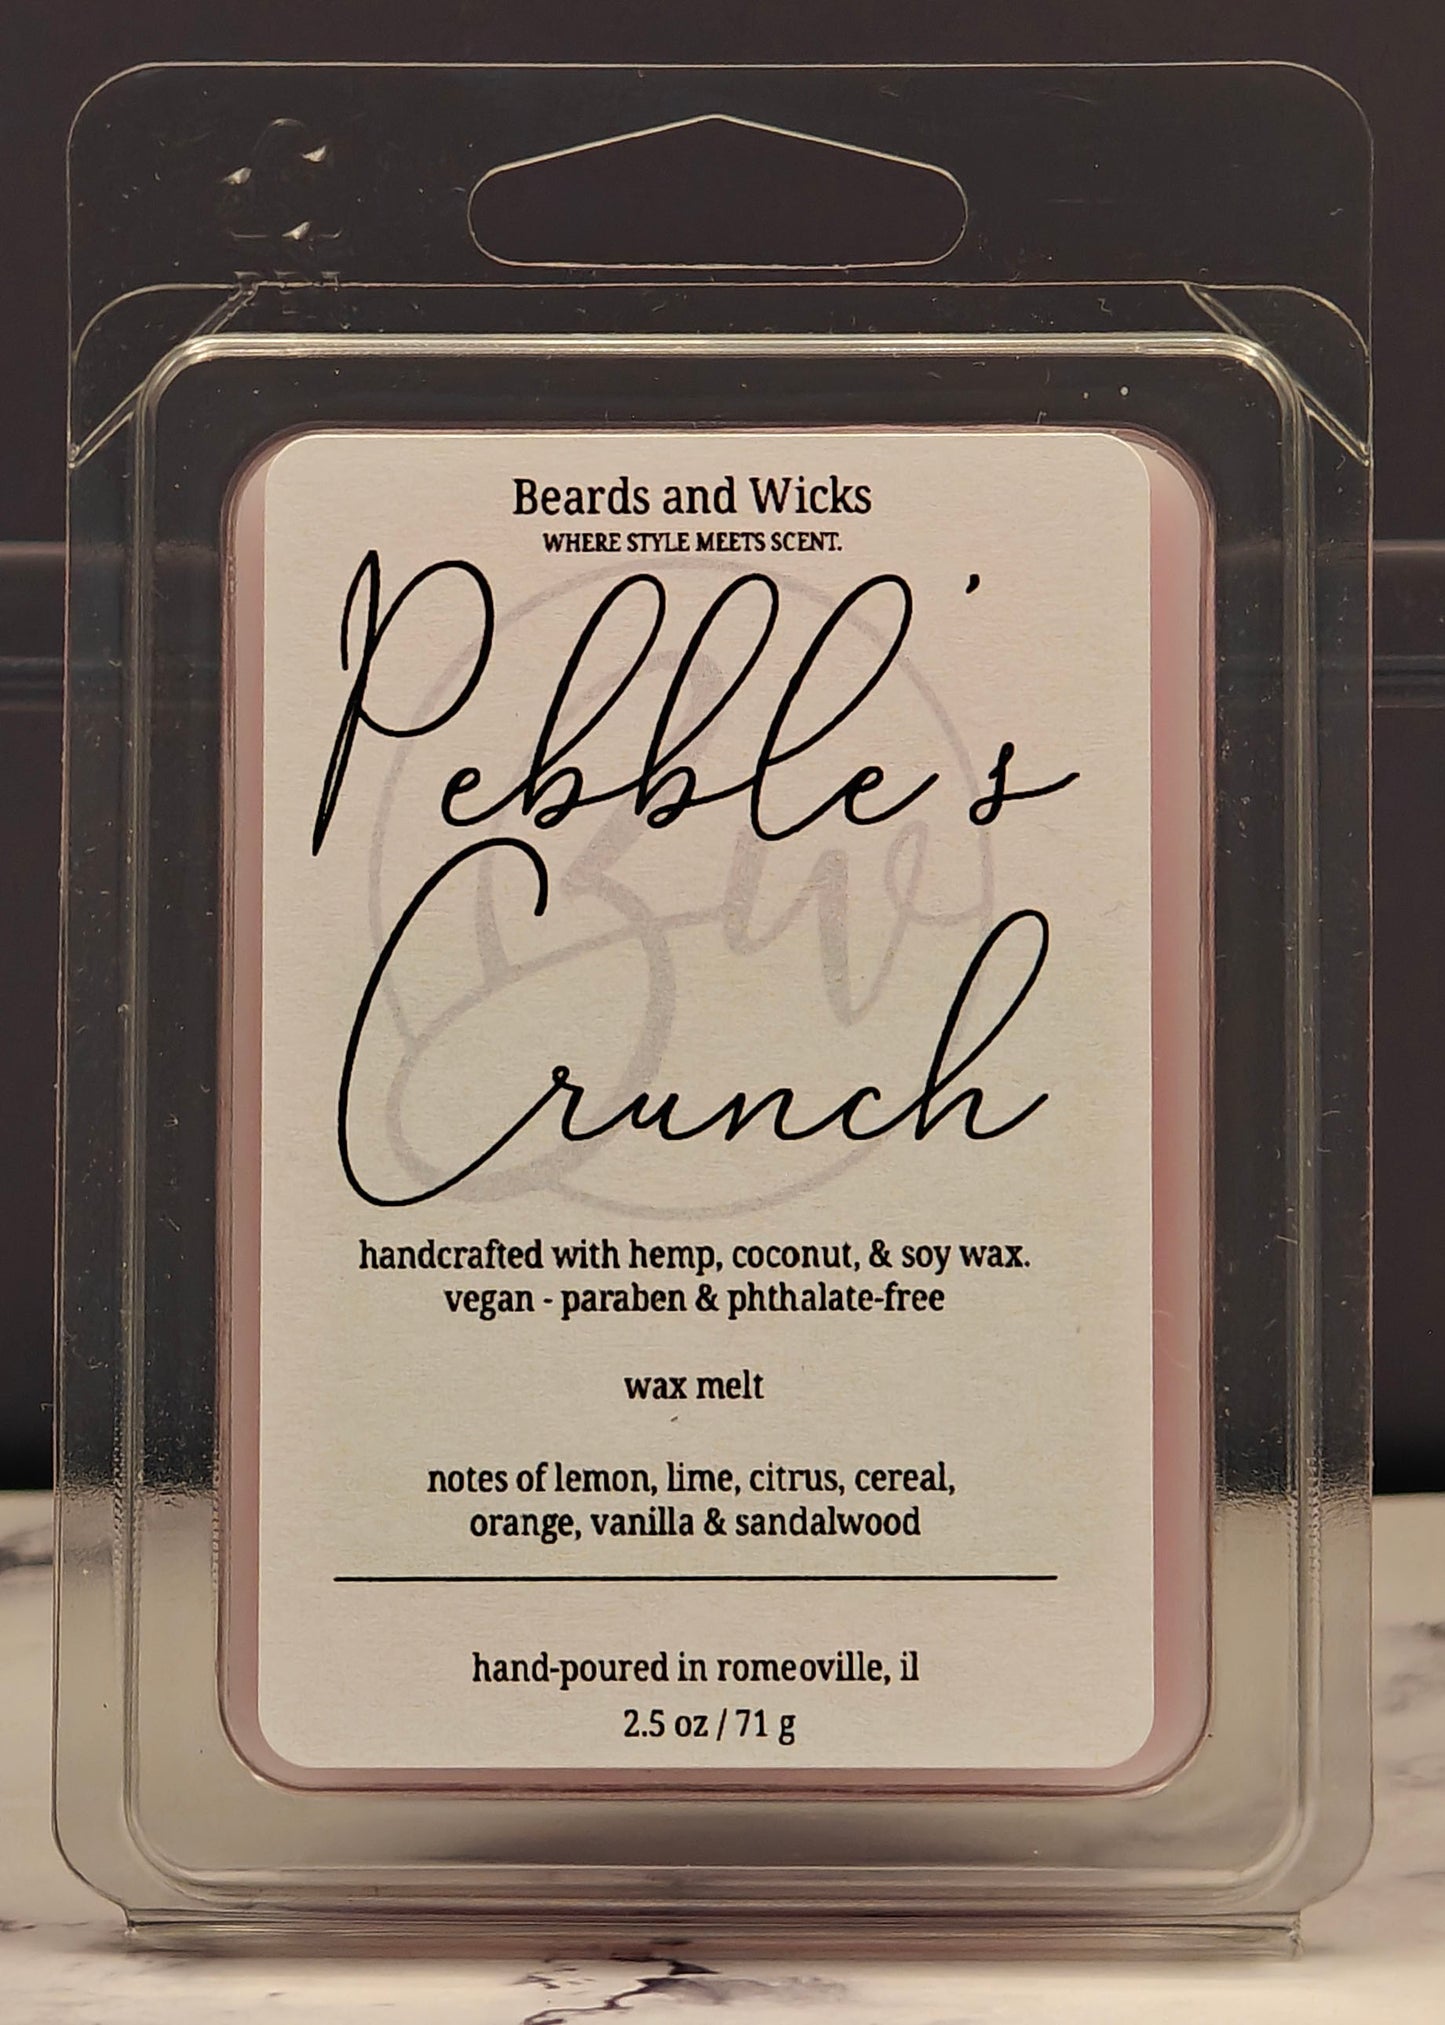 Beards and Wicks
WHERE STYLE MEETS SCENT.
Pebble's
Crunch
Bw
handcrafted with hemp, coconut, & soy wax.
vegan - paraben & phthalate-free
wax melt
notes of lemon, lime, citrus, cereal,
orange, vanilla & sandalwood
hand-poured in romeoville, il
2.5 oz / 71 g